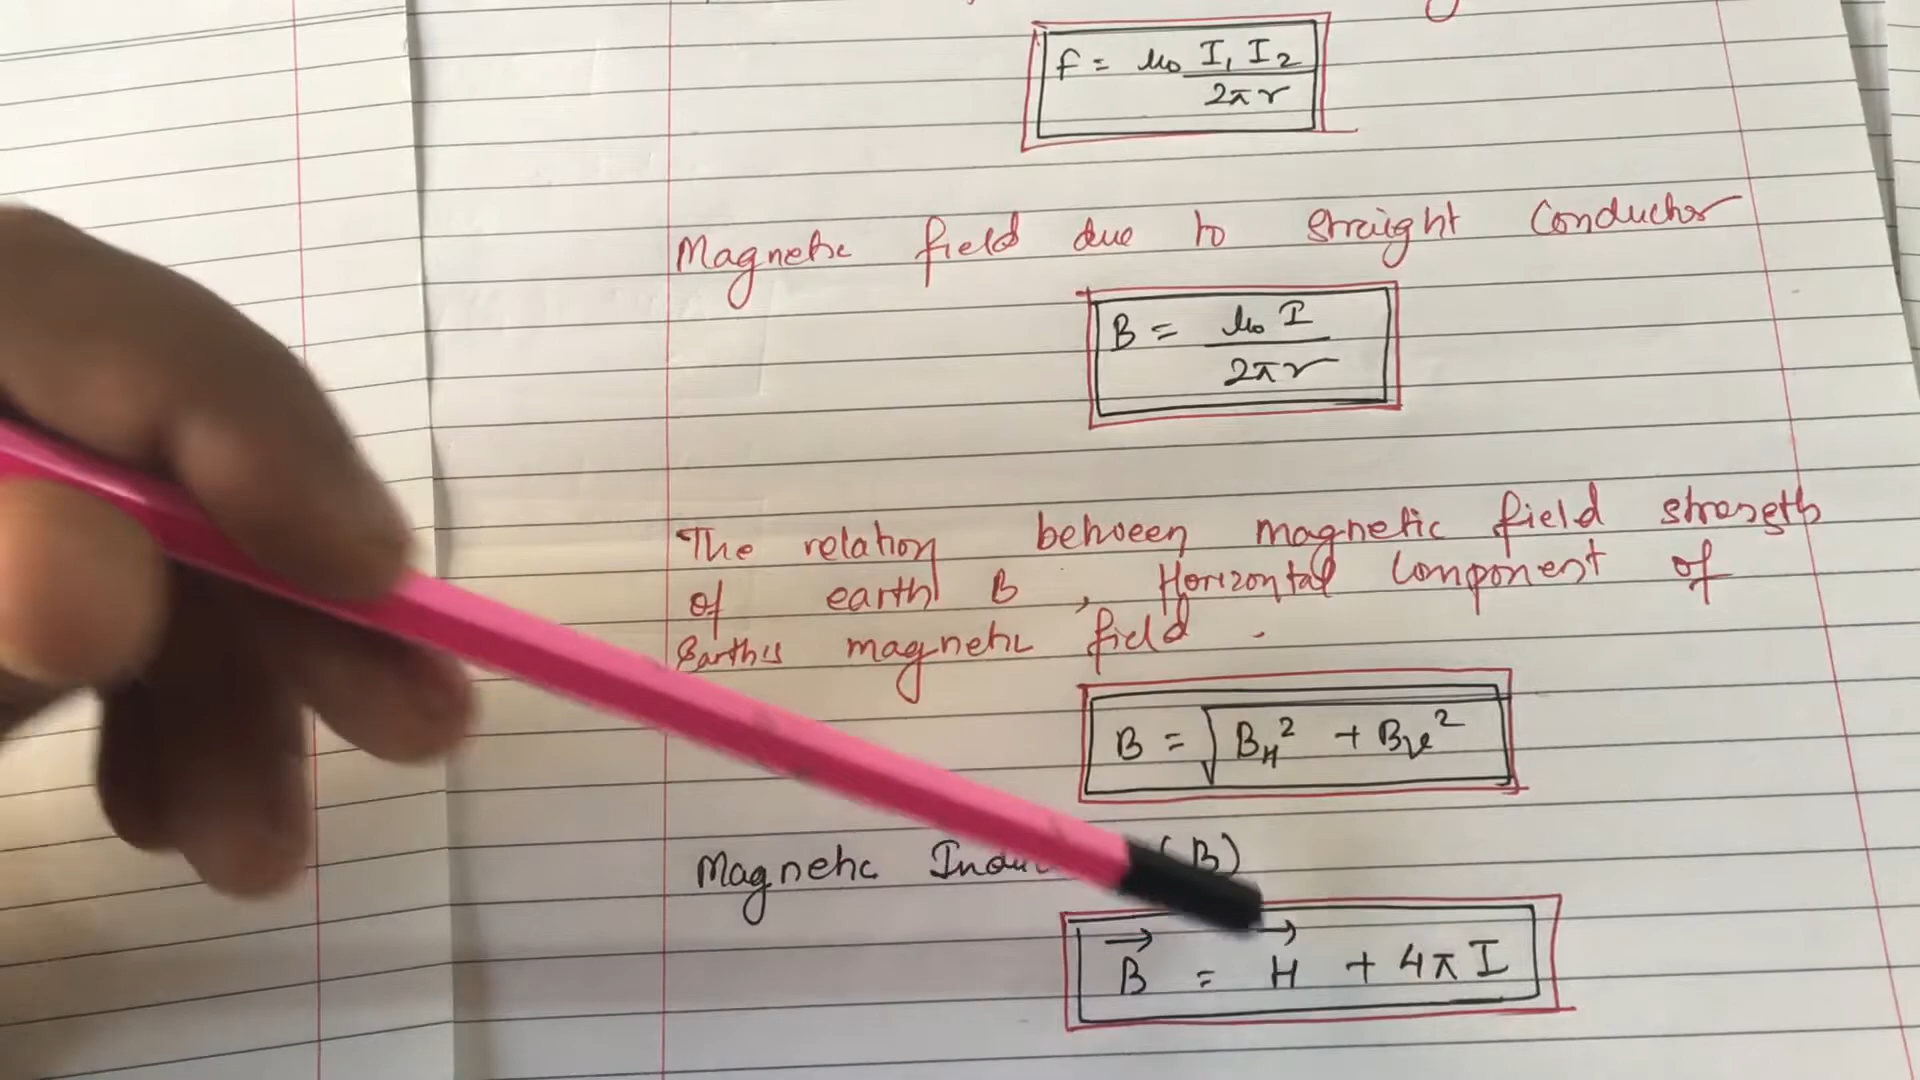 f = μ₀ I₁ I₂ / 2πr
Magnetic field due to straight Conductor
B = μ₀ I / 2πr
The relation between magnetic field strength
of earth B , Horizontal Component of
Earth's magnetic field .
B = √(B_H² + B_V²)
Magnetic (B)
B⃗ = H⃗ + 4π I